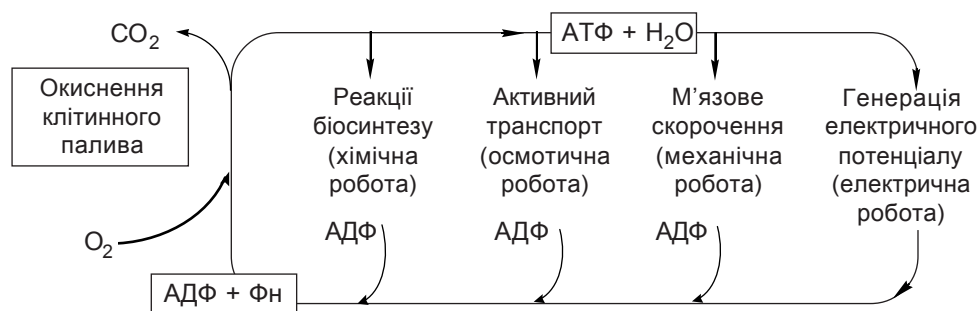 CO₂
АТФ + H₂O
Окиснення
клітинного
палива
Реакції
біосинтезу
(хімічна
робота)
Активний
транспорт
(осмотична
робота)
М’язове
скорочення
(механічна
робота)
Генерація
електричного
потенціалу
(електрична
робота)
O₂
АДФ
АДФ
АДФ
АДФ + Фн